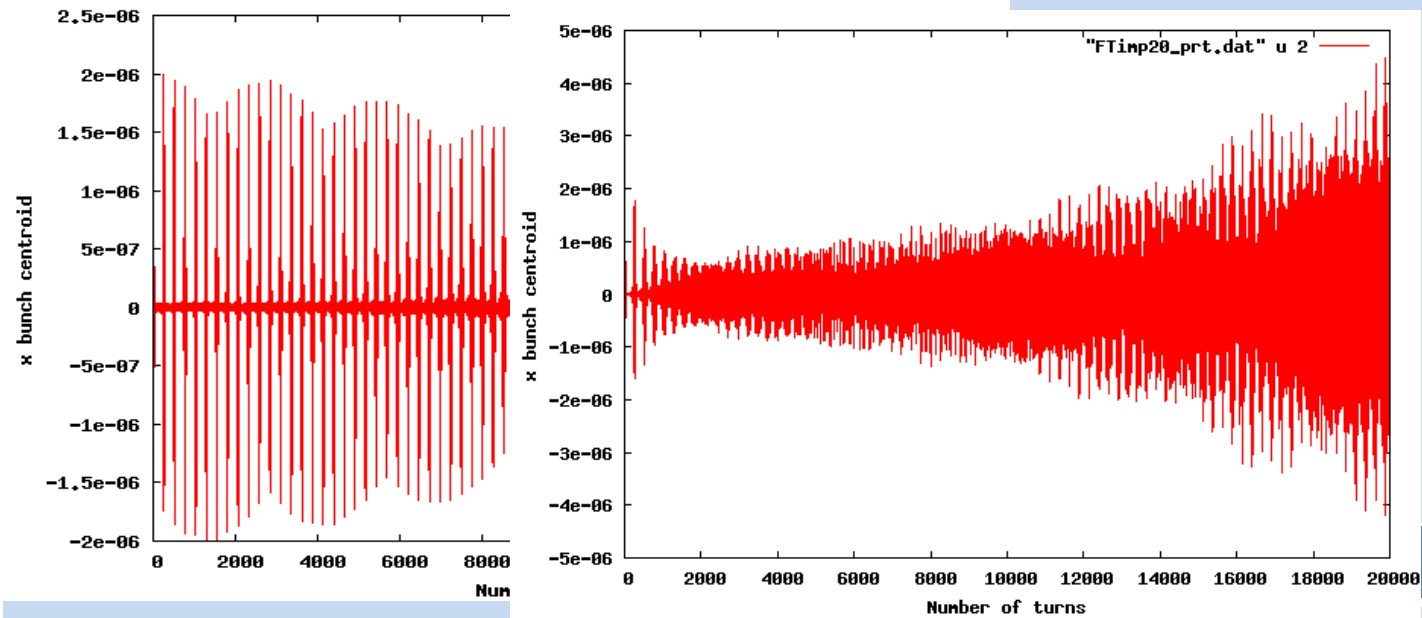 2.5e-06
2e-06
1.5e-06
1e-06
5e-07
0
-5e-07
-1e-06
-1.5e-06
-2e-06
x bunch centroid
0 2000 4000 6000 8000
Num
"FTimp20_prt.dat" u 2
5e-06
4e-06
3e-06
2e-06
1e-06
0
-1e-06
-2e-06
-3e-06
-4e-06
-5e-06
x bunch centroid
0 2000 4000 6000 8000 10000 12000 14000 16000 18000 20000
Number of turns